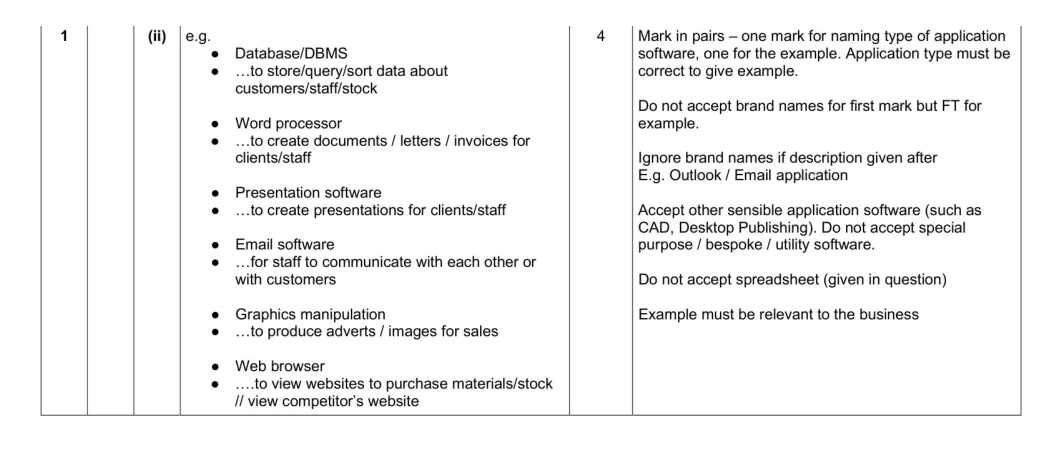 1
(ii)
e.g.
● Database/DBMS
● …to store/query/sort data about
customers/staff/stock
● Word processor
● …to create documents / letters / invoices for
clients/staff
● Presentation software
● …to create presentations for clients/staff
● Email software
● …for staff to communicate with each other or
with customers
● Graphics manipulation
● …to produce adverts / images for sales
● Web browser
● ….to view websites to purchase materials/stock
// view competitor’s website
4
Mark in pairs – one mark for naming type of application
software, one for the example. Application type must be
correct to give example.
Do not accept brand names for first mark but FT for
example.
Ignore brand names if description given after
E.g. Outlook / Email application
Accept other sensible application software (such as
CAD, Desktop Publishing). Do not accept special
purpose / bespoke / utility software.
Do not accept spreadsheet (given in question)
Example must be relevant to the business